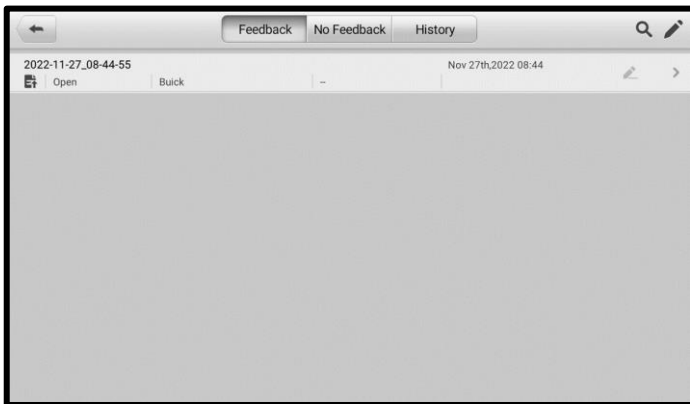 Feedback No Feedback History
2022-11-27_08-44-55 Nov 27th,2022 08:44
Open Buick –